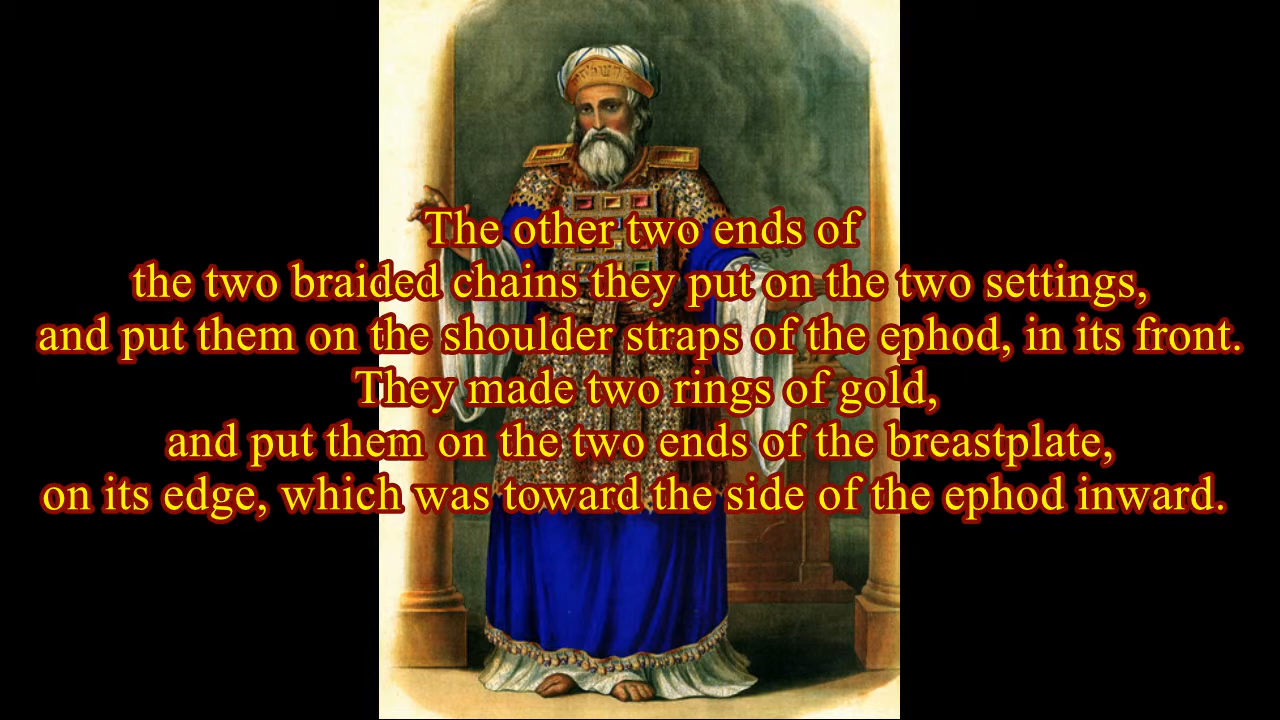 The other two ends of
the two braided chains they put on the two settings,
and put them on the shoulder straps of the ephod, in its front.
They made two rings of gold,
and put them on the two ends of the breastplate,
on its edge, which was toward the side of the ephod inward.